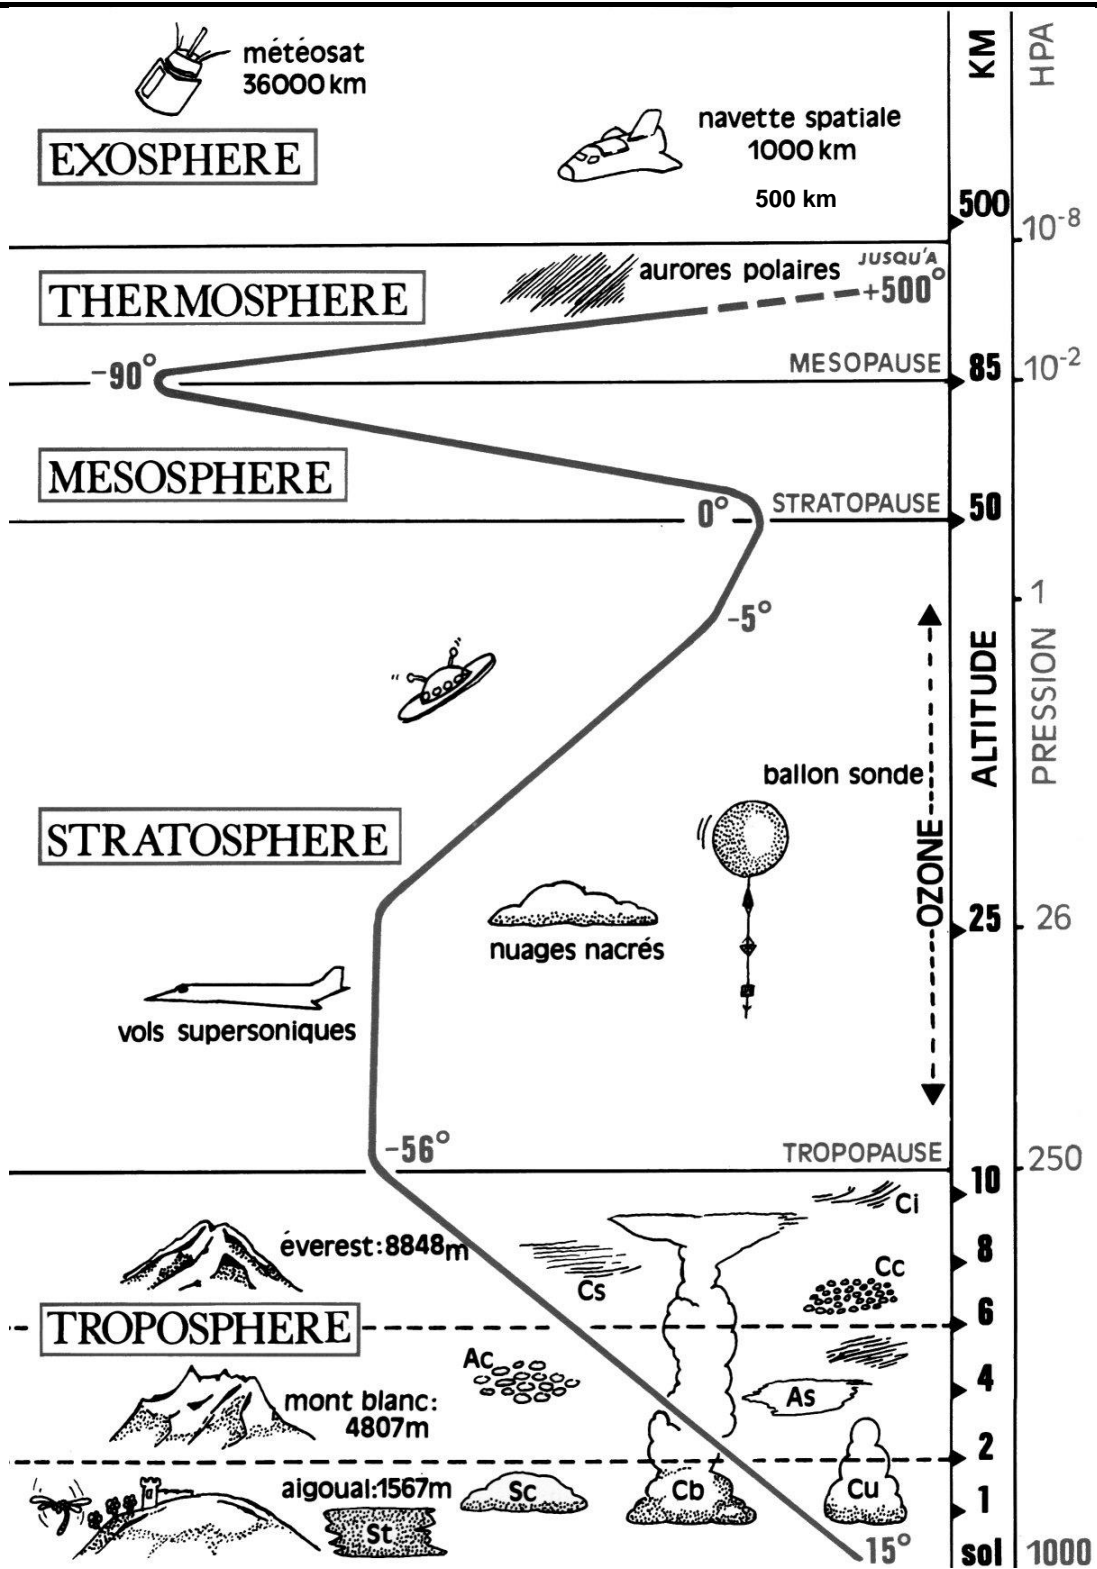 météosat
36000 km
KM
HPA
navette spatiale
1000 km
EXOSPHERE
500 km
500
10-8
JUSQU'A
aurores polaires
+500°
THERMOSPHERE
-90°
MESOPAUSE
85
10-2
MESOSPHERE
0°
STRATOPAUSE
50
1
-5°
ALTITUDE
PRESSION
ballon sonde
STRATOSPHERE
OZONE
25
26
nuages nacrés
vols supersoniques
-56°
TROPOPAUSE
250
10
Ci
éverest:8848m
8
Cs
Cc
6
TROPOSPHERE
Ac
4
mont blanc:
4807m
As
2
aigoual:1567m
Sc
Cb
Cu
1
St
15°
sol
1000